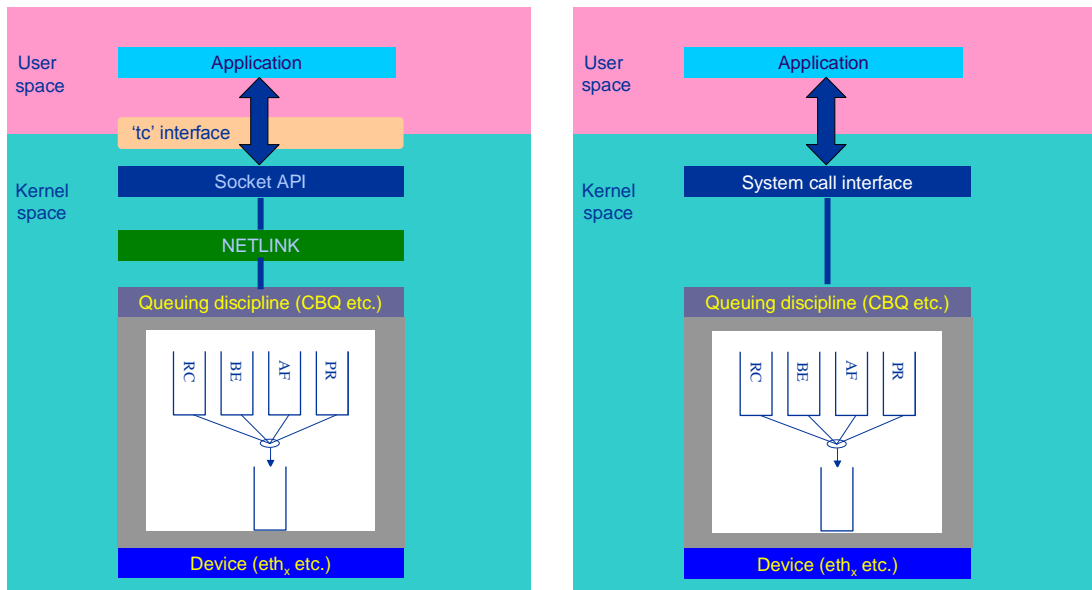 User
space
Application
'tc' interface
Kernel
space
Socket API
NETLINK
Queuing discipline (CBQ etc.)
RC
BE
AF
PR
Device (ethx etc.)
User
space
Application
Kernel
space
System call interface
Queuing discipline (CBQ etc.)
RC
BE
AF
PR
Device (ethx etc.)